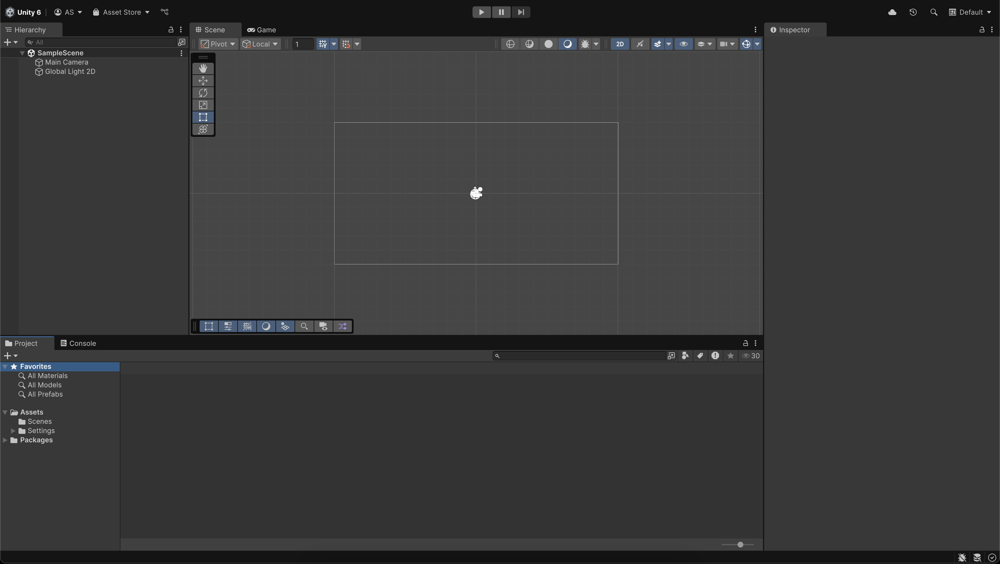 Unity 6
AS
Asset Store
Default
Hierarchy
Scene
Game
Inspector
All
Pivot
Local
1
2D
SampleScene
Main Camera
Global Light 2D
Project
Console
30
Favorites
All Materials
All Models
All Prefabs
Assets
Scenes
Settings
Packages